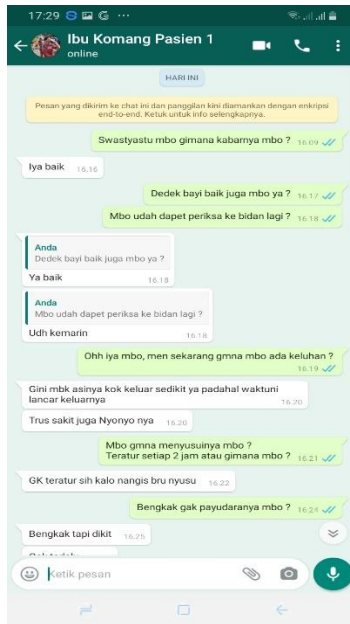 17:29
Ibu Komang Pasien 1
online
HARI INI
Pesan yang dikirim ke chat ini dan panggilan kini diamankan dengan enkripsi
end-to-end. Ketuk untuk info selengkapnya.
Swastyastu mbo gimana kabarnya mbo ? 16.09
Iya baik 16.16
Dedek bayi baik juga mbo ya ? 16.17
Mbo udah dapet periksa ke bidan lagi ? 16.18
Anda
Dedek bayi baik juga mbo ya ?
Ya baik 16.18
Anda
Mbo udah dapet periksa ke bidan lagi ?
Udh kemarin 16.18
Ohh iya mbo, men sekarang gmna mbo ada keluhan ?
16.19
Gini mbk asinya kok keluar sedikit ya padahal waktuni
lancar keluarnya 16.20
Trus sakit juga Nyonyo nya 16.20
Mbo gmna menyusuinya mbo ?
Teratur setiap 2 jam atau gimana mbo ? 16.21
GK teratur sih kalo nangis bru nyusu 16.22
Bengkak gak payudaranya mbo ? 16.24
Bengkak tapi dikit 16.25
Ketik pesan